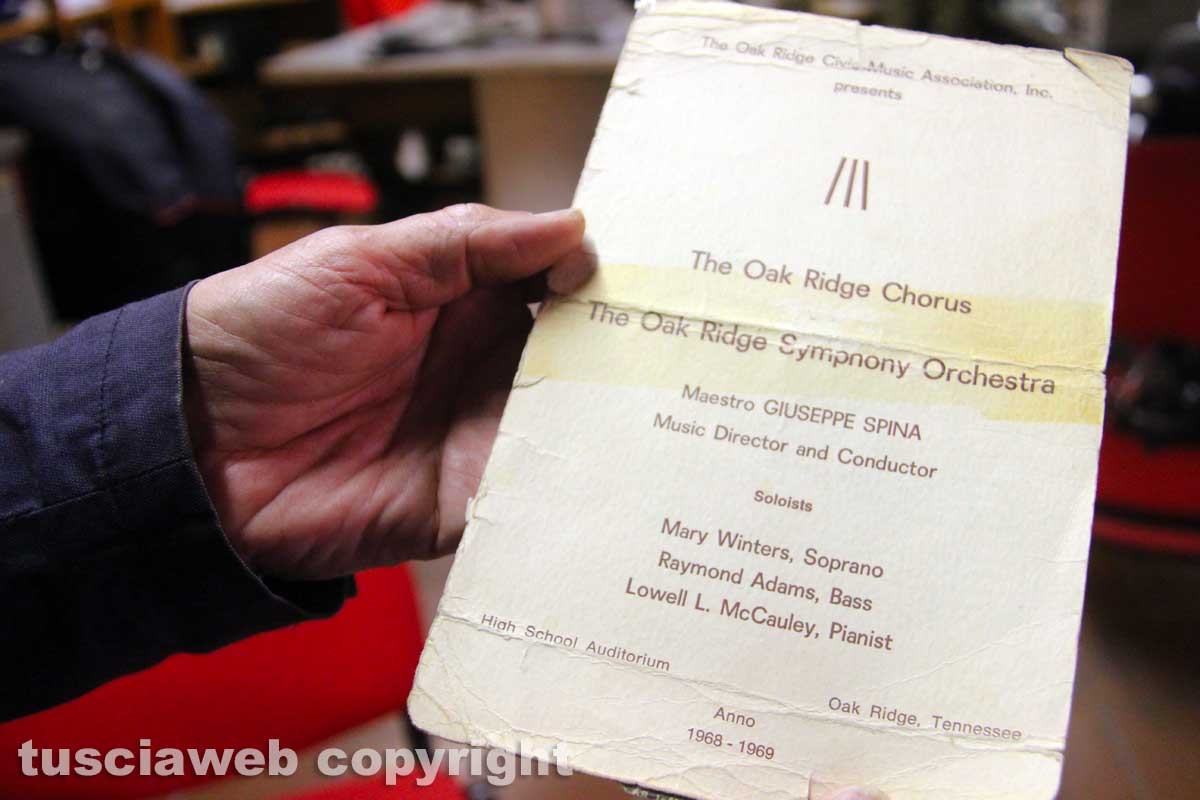 The Oak Ridge Civic Music Association, Inc.
presents
The Oak Ridge Chorus
The Oak Ridge Symphony Orchestra
Maestro GIUSEPPE SPINA
Music Director and Conductor
Soloists
Mary Winters, Soprano
Raymond Adams, Bass
Lowell L. McCauley, Pianist
High School Auditorium
Oak Ridge, Tennessee
Anno
1968 - 1969
tusciaweb copyright